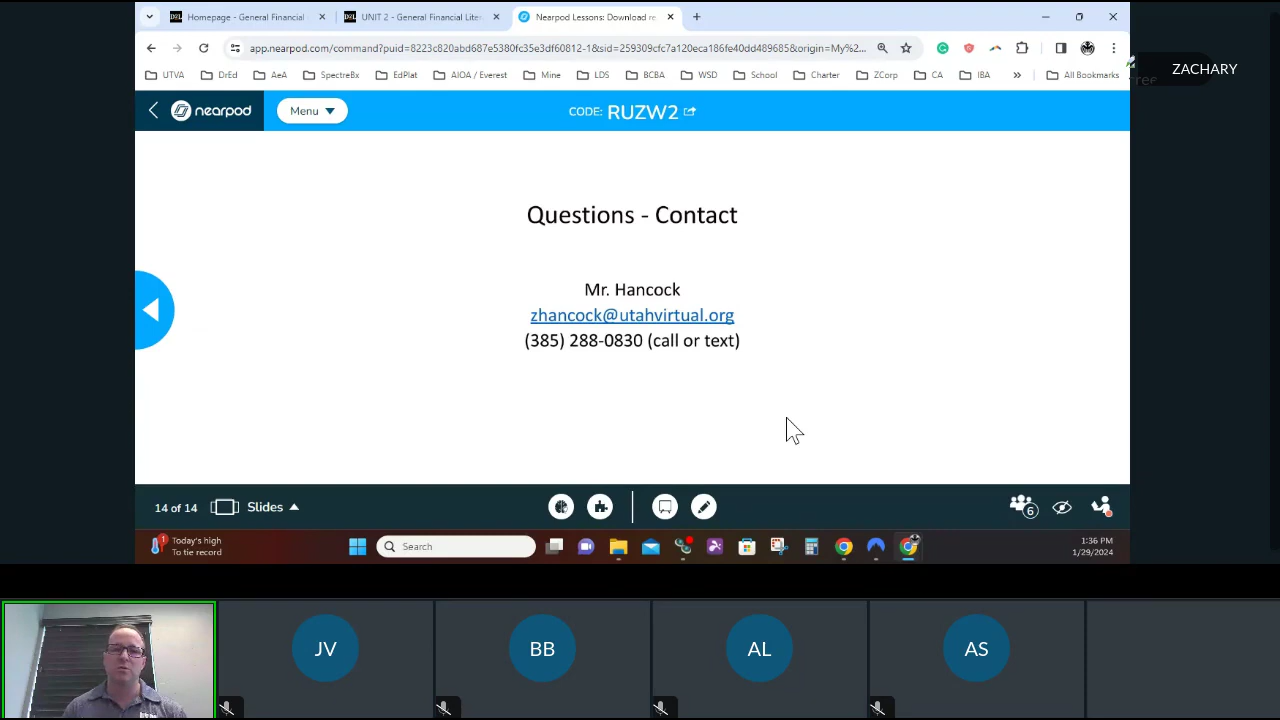 Homepage - General Financial
UNIT 2 - General Financial Lite
Nearpod Lessons: Download re
app.nearpod.com/command?puid=8223c820abd687e5380fc35e3df60812-1&sid=259309cfc7a120eca186fe40dd489685&origin=My%2...
UTVA
DrEd
AeA
SpectreBx
EdPlat
AIOA / Everest
Mine
LDS
BCBA
WSD
School
Charter
ZCorp
CA
IBA
»
All Bookmarks
ZACHARY
nearpod
Menu
CODE: RUZW2
Questions - Contact
Mr. Hancock
zhancock@utahvirtual.org
(385) 288-0830 (call or text)
14 of 14
Slides
6
1
Today's high
To tie record
Search
1:36 PM
1/29/2024
JV
BB
AL
AS